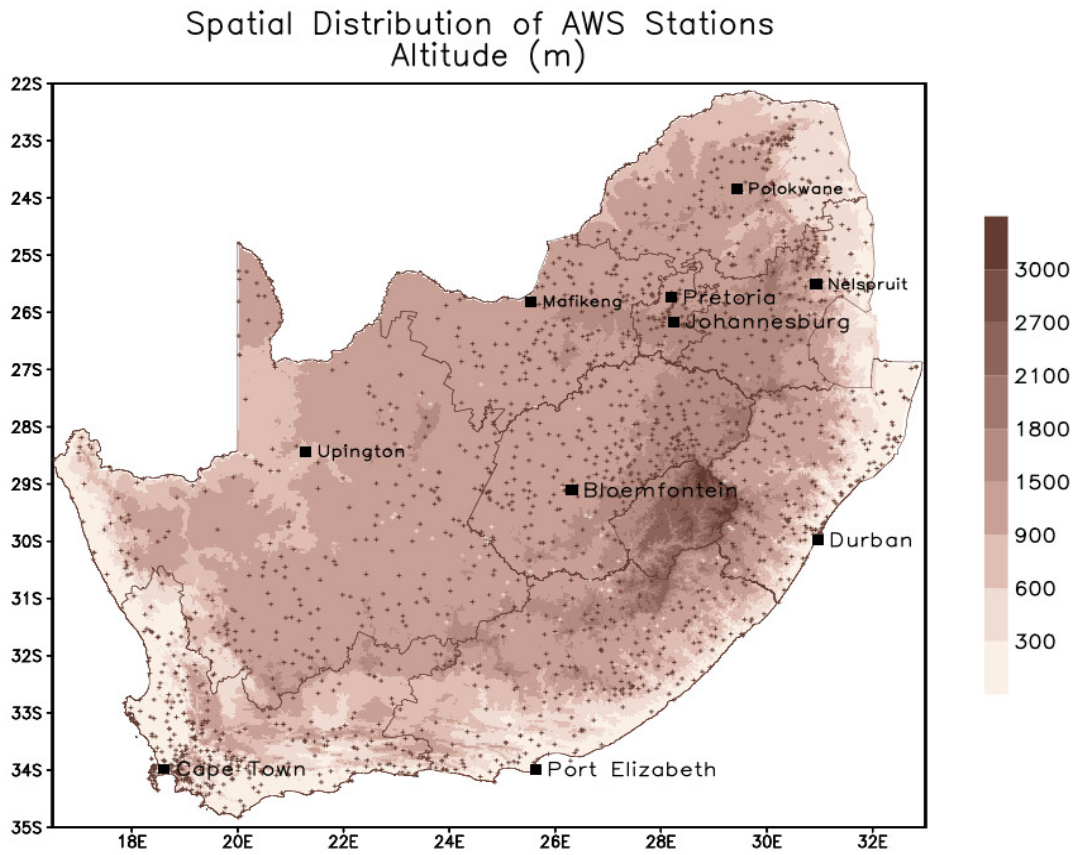 Spatial Distribution of AWS Stations
Altitude (m)
22S
23S
24S
25S
26S
27S
28S
29S
30S
31S
32S
33S
34S
35S
18E
20E
22E
24E
26E
28E
30E
32E
Polokwane
Nelspruit
Mafikeng
Pretoria
Johannesburg
Upington
Bloemfontein
Durban
Cape Town
Port Elizabeth
3000
2700
2100
1800
1500
900
600
300